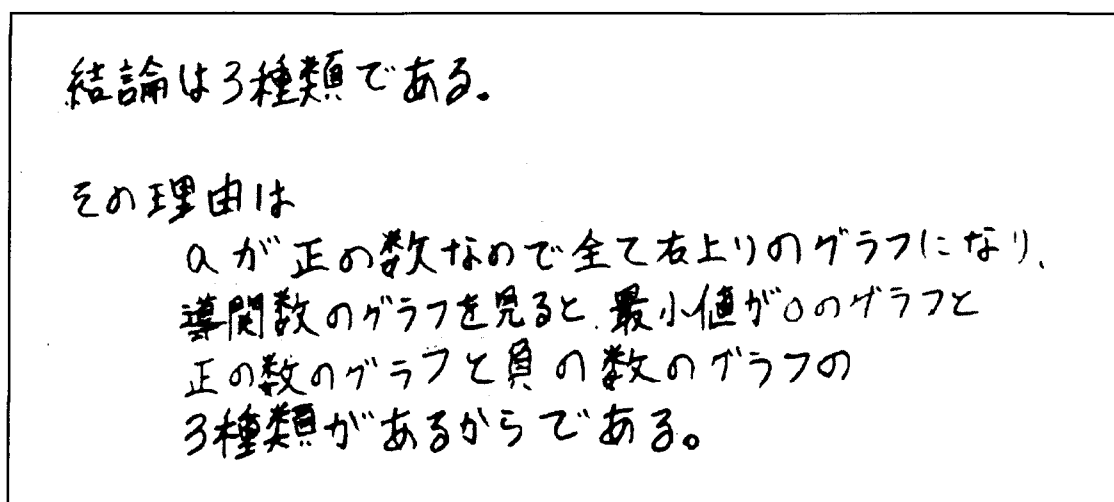 結論は3種類である。
その理由は
aが正の数なので全て右上りのグラフになり、
導関数のグラフを見ると、最小値が0のグラフと
正の数のグラフと負の数のグラフの
3種類があるからである。